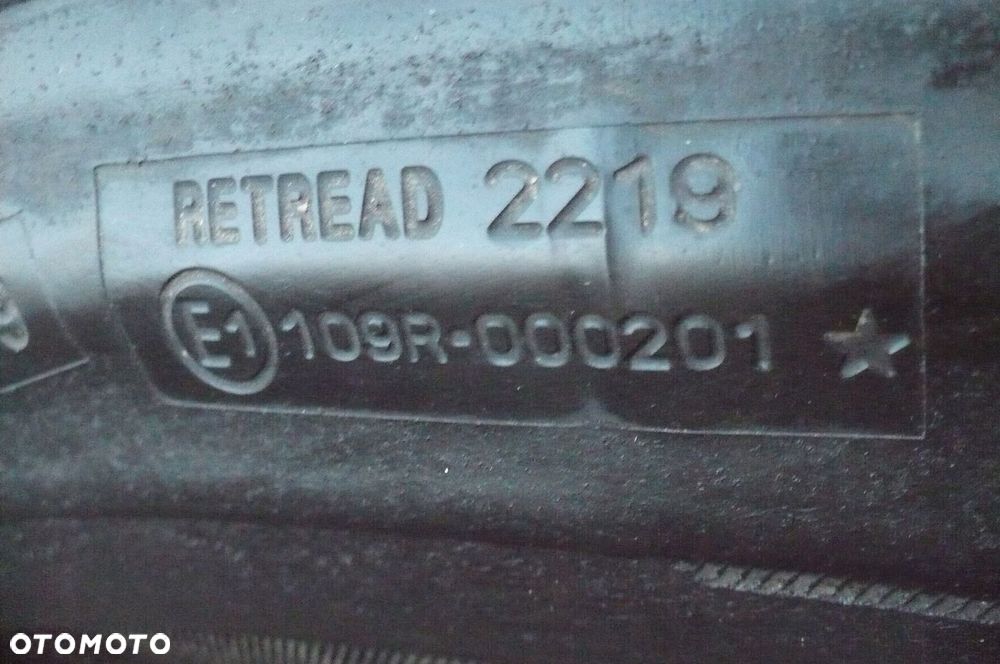 RETREAD 2219
E1 109R-000201 ★
OTOMOTO